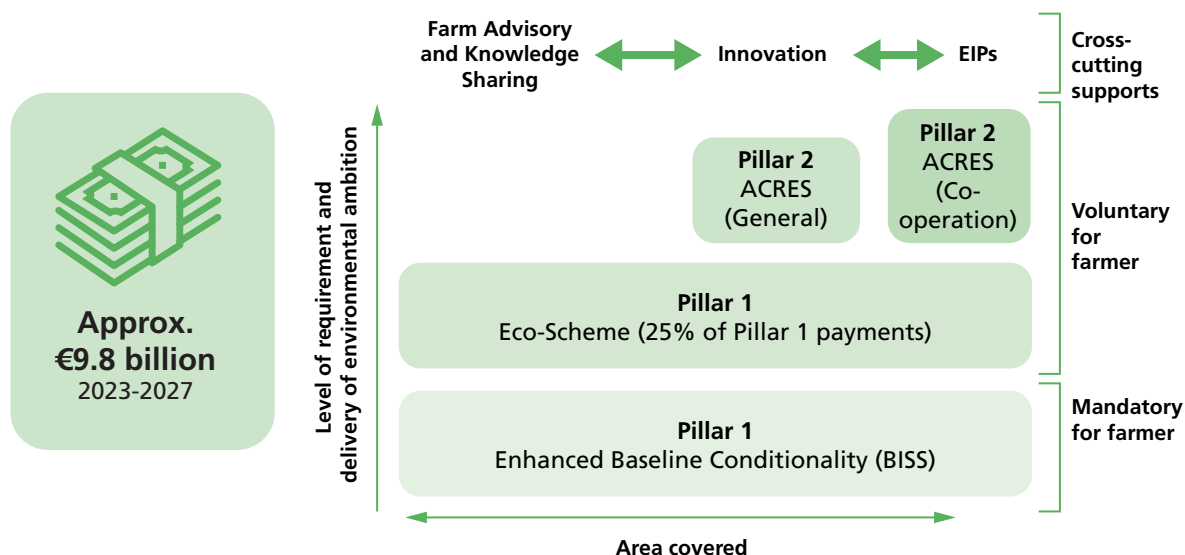 Farm Advisory
and Knowledge
Sharing
Innovation
EIPs
Cross-
cutting
supports
Approx.
€9.8 billion
2023-2027
Level of requirement and
delivery of environmental ambition
Pillar 2
ACRES
(General)
Pillar 2
ACRES
(Co-
operation)
Voluntary
for
farmer
Pillar 1
Eco-Scheme (25% of Pillar 1 payments)
Pillar 1
Enhanced Baseline Conditionality (BISS)
Mandatory
for farmer
Area covered